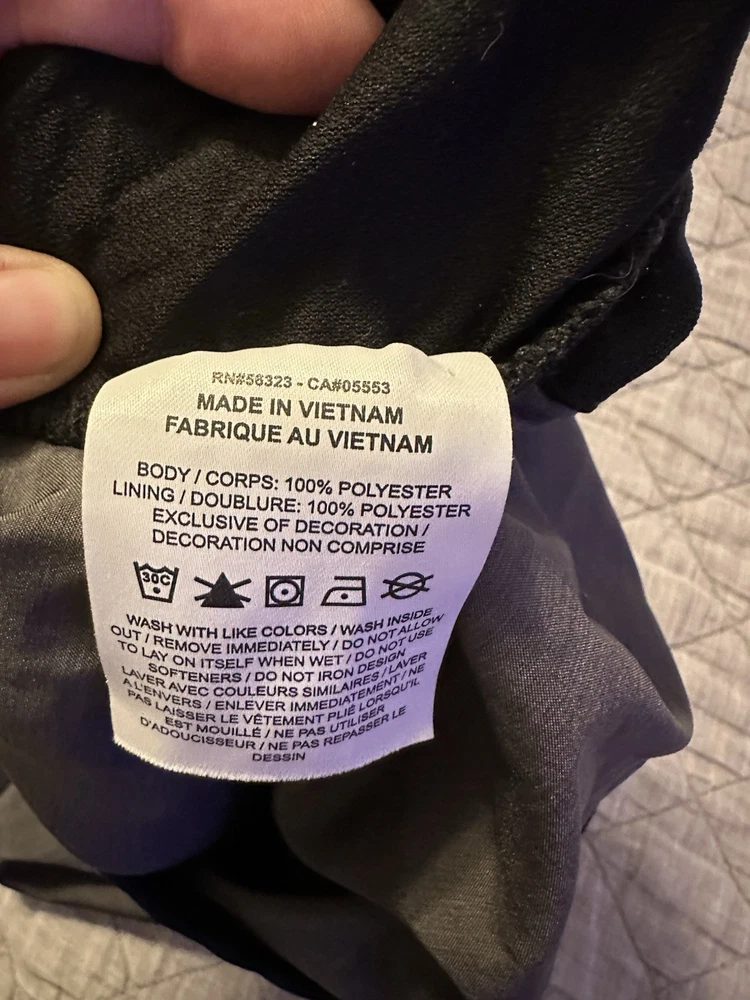 RN#56323 - CA#05553
MADE IN VIETNAM
FABRIQUE AU VIETNAM
BODY / CORPS: 100% POLYESTER
LINING / DOUBLURE: 100% POLYESTER
EXCLUSIVE OF DECORATION /
DECORATION NON COMPRISE
30C
WASH WITH LIKE COLORS / WASH INSIDE
OUT / REMOVE IMMEDIATELY / DO NOT ALLOW
TO LAY ON ITSELF WHEN WET / DO NOT USE
SOFTENERS / DO NOT IRON DESIGN
LAVER AVEC COULEURS SIMILAIRES / LAVER
A L'ENVERS / ENLEVER IMMEDIATEMENT / NE
PAS LAISSER LE VÊTEMENT PLIÉ LORSQU'IL
EST MOUILLÉ / NE PAS UTILISER
D'ADOUCISSEUR / NE PAS REPASSER LE
DESSIN